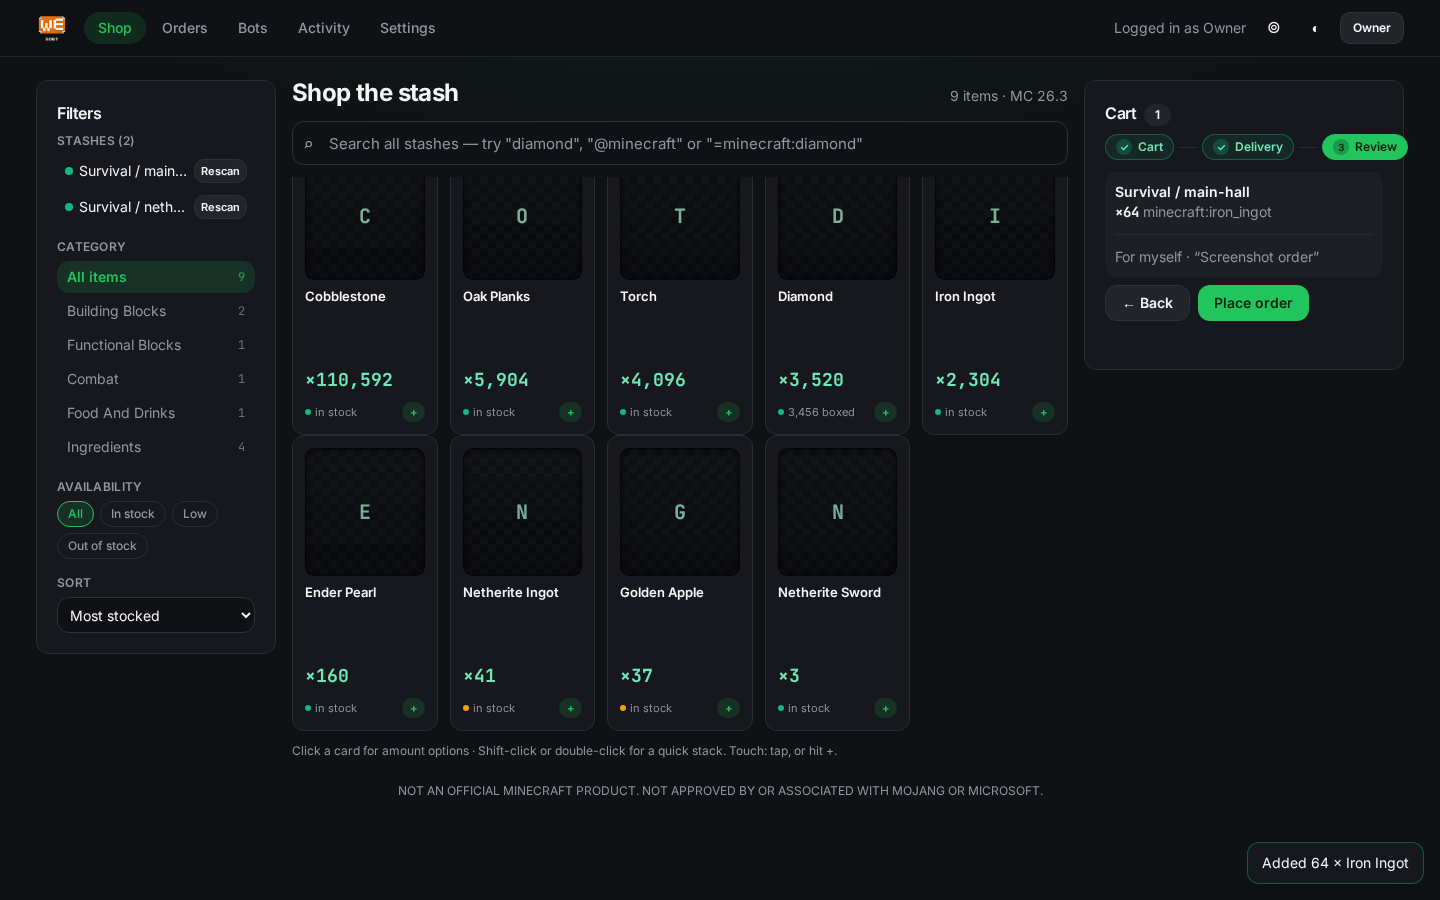 WE
SORT
Shop
Orders
Bots
Activity
Settings
Logged in as Owner
Owner
Filters
STASHES (2)
Survival / main...
Rescan
Survival / neth...
Rescan
CATEGORY
All items 9
Building Blocks 2
Functional Blocks 1
Combat 1
Food And Drinks 1
Ingredients 4
AVAILABILITY
All
In stock
Low
Out of stock
SORT
Most stocked
Shop the stash
9 items · MC 26.3
Search all stashes — try "diamond", "@minecraft" or "=minecraft:diamond"
C
O
T
D
I
Cobblestone
Oak Planks
Torch
Diamond
Iron Ingot
×110,592
×5,904
×4,096
×3,520
×2,304
in stock +
in stock +
in stock +
3,456 boxed +
in stock +
E
N
G
N
Ender Pearl
Netherite Ingot
Golden Apple
Netherite Sword
×160
×41
×37
×3
in stock +
in stock +
in stock +
in stock +
Click a card for amount options · Shift-click or double-click for a quick stack. Touch: tap, or hit +.
NOT AN OFFICIAL MINECRAFT PRODUCT. NOT APPROVED BY OR ASSOCIATED WITH MOJANG OR MICROSOFT.
Cart 1
✓ Cart
✓ Delivery
3 Review
Survival / main-hall
×64 minecraft:iron_ingot
For myself · “Screenshot order”
← Back
Place order
Added 64 × Iron Ingot